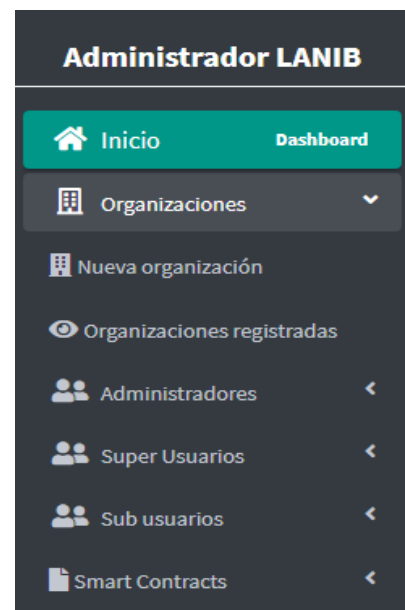 Administrador LANIB
Inicio Dashboard
Organizaciones
Nueva organización
Organizaciones registradas
Administradores
Super Usuarios
Sub usuarios
Smart Contracts